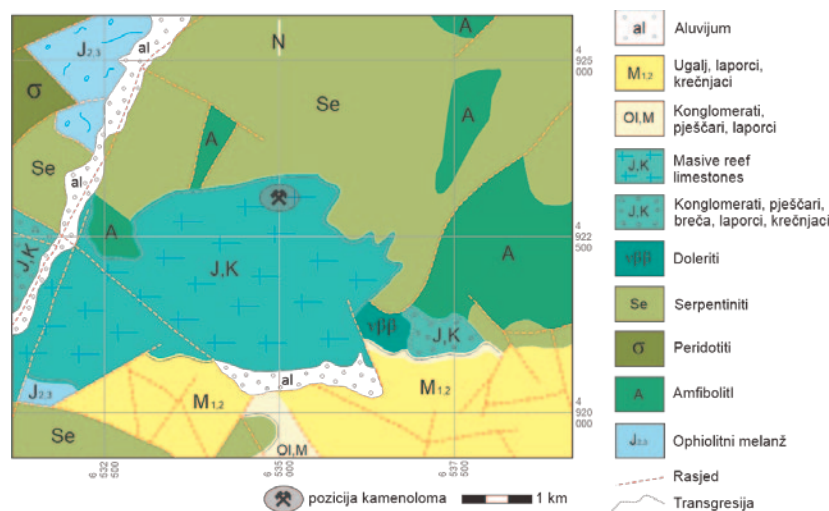 J2,3
al
N
4
925
000
σ
Se
A
A
A
Se
al
A
J,K
J,K
A
4
922
500
νββ
J,K
al
J2,3
M1,2
M1,2
4
920
000
Se
Ol,M
6
632
500
6
535
000
6
537
500
pozicija kamenoloma
1 km
al Aluvijum
M1,2 Ugalj, laporci,
krečnjaci
Ol,M Konglomerati,
pješčari, laporci
J,K Masive reef
limestones
J,K Konglomerati, pješčari,
breča, laporci, krečnjaci
νββ Doleriti
Se Serpentiniti
σ Peridotiti
A Amfibolitl
J2,3 Ophiolitni melanž
Rasjed
Transgresija